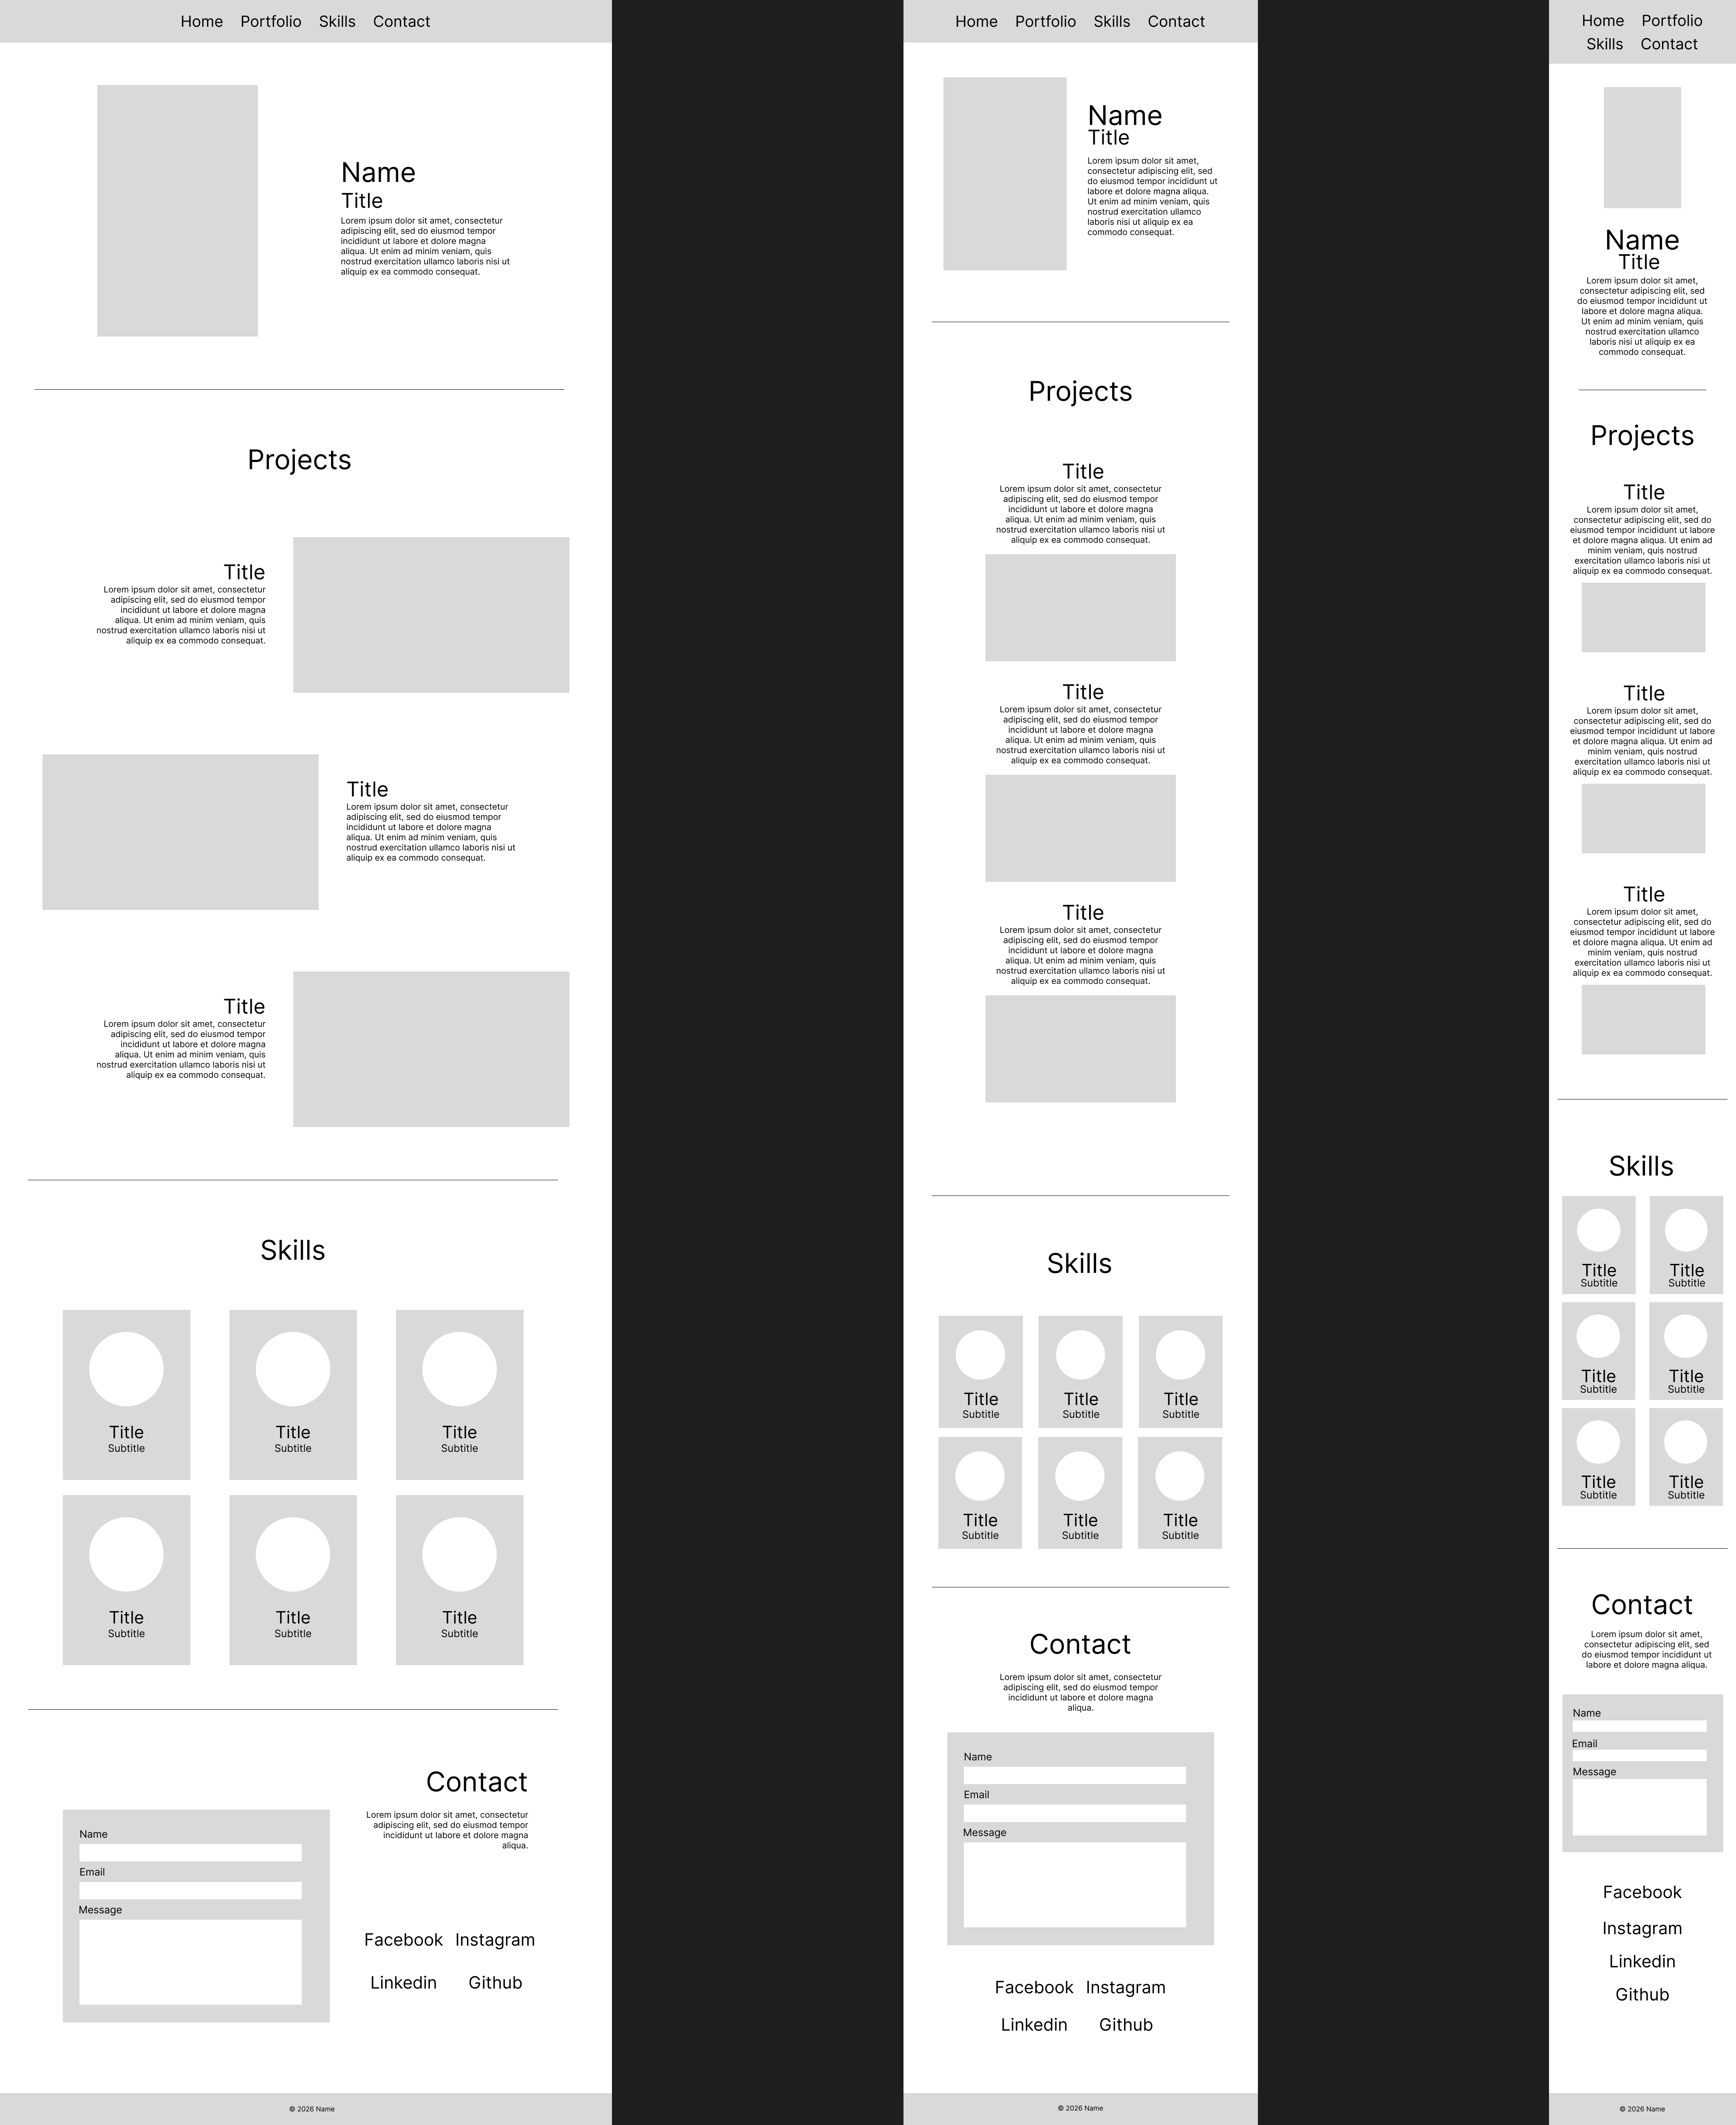 Home Portfolio Skills Contact
Name
Title
Lorem ipsum dolor sit amet, consectetur
adipiscing elit, sed do eiusmod tempor
incididunt ut labore et dolore magna
aliqua. Ut enim ad minim veniam, quis
nostrud exercitation ullamco laboris nisi ut
aliquip ex ea commodo consequat.
Projects
Title
Lorem ipsum dolor sit amet, consectetur
adipiscing elit, sed do eiusmod tempor
incididunt ut labore et dolore magna
aliqua. Ut enim ad minim veniam, quis
nostrud exercitation ullamco laboris nisi ut
aliquip ex ea commodo consequat.
Title
Lorem ipsum dolor sit amet, consectetur
adipiscing elit, sed do eiusmod tempor
incididunt ut labore et dolore magna
aliqua. Ut enim ad minim veniam, quis
nostrud exercitation ullamco laboris nisi ut
aliquip ex ea commodo consequat.
Title
Lorem ipsum dolor sit amet, consectetur
adipiscing elit, sed do eiusmod tempor
incididunt ut labore et dolore magna
aliqua. Ut enim ad minim veniam, quis
nostrud exercitation ullamco laboris nisi ut
aliquip ex ea commodo consequat.
Skills
Title Title Title
Subtitle Subtitle Subtitle
Title Title Title
Subtitle Subtitle Subtitle
Contact
Lorem ipsum dolor sit amet, consectetur
adipiscing elit, sed do eiusmod tempor
incididunt ut labore et dolore magna
aliqua.
Name
Email
Message
Facebook Instagram
Linkedin Github
© 2026 Name
Home Portfolio Skills Contact
Name
Title
Lorem ipsum dolor sit amet,
consectetur adipiscing elit, sed
do eiusmod tempor incididunt ut
labore et dolore magna aliqua.
Ut enim ad minim veniam, quis
nostrud exercitation ullamco
laboris nisi ut aliquip ex ea
commodo consequat.
Projects
Title
Lorem ipsum dolor sit amet, consectetur
adipiscing elit, sed do eiusmod tempor
incididunt ut labore et dolore magna
aliqua. Ut enim ad minim veniam, quis
nostrud exercitation ullamco laboris nisi ut
aliquip ex ea commodo consequat.
Title
Lorem ipsum dolor sit amet, consectetur
adipiscing elit, sed do eiusmod tempor
incididunt ut labore et dolore magna
aliqua. Ut enim ad minim veniam, quis
nostrud exercitation ullamco laboris nisi ut
aliquip ex ea commodo consequat.
Title
Lorem ipsum dolor sit amet, consectetur
adipiscing elit, sed do eiusmod tempor
incididunt ut labore et dolore magna
aliqua. Ut enim ad minim veniam, quis
nostrud exercitation ullamco laboris nisi ut
aliquip ex ea commodo consequat.
Skills
Title Title Title
Subtitle Subtitle Subtitle
Title Title Title
Subtitle Subtitle Subtitle
Contact
Lorem ipsum dolor sit amet, consectetur
adipiscing elit, sed do eiusmod tempor
incididunt ut labore et dolore magna
aliqua.
Name
Email
Message
Facebook Instagram
Linkedin Github
© 2026 Name
Home Portfolio
Skills Contact
Name
Title
Lorem ipsum dolor sit amet,
consectetur adipiscing elit, sed
do eiusmod tempor incididunt ut
labore et dolore magna aliqua.
Ut enim ad minim veniam, quis
nostrud exercitation ullamco
laboris nisi ut aliquip ex ea
commodo consequat.
Projects
Title
Lorem ipsum dolor sit amet,
consectetur adipiscing elit, sed do
eiusmod tempor incididunt ut labore
et dolore magna aliqua. Ut enim ad
minim veniam, quis nostrud
exercitation ullamco laboris nisi ut
aliquip ex ea commodo consequat.
Title
Lorem ipsum dolor sit amet,
consectetur adipiscing elit, sed do
eiusmod tempor incididunt ut labore
et dolore magna aliqua. Ut enim ad
minim veniam, quis nostrud
exercitation ullamco laboris nisi ut
aliquip ex ea commodo consequat.
Title
Lorem ipsum dolor sit amet,
consectetur adipiscing elit, sed do
eiusmod tempor incididunt ut labore
et dolore magna aliqua. Ut enim ad
minim veniam, quis nostrud
exercitation ullamco laboris nisi ut
aliquip ex ea commodo consequat.
Skills
Title Title
Subtitle Subtitle
Title Title
Subtitle Subtitle
Title Title
Subtitle Subtitle
Contact
Lorem ipsum dolor sit amet,
consectetur adipiscing elit, sed
do eiusmod tempor incididunt ut
labore et dolore magna aliqua.
Name
Email
Message
Facebook
Instagram
Linkedin
Github
© 2026 Name